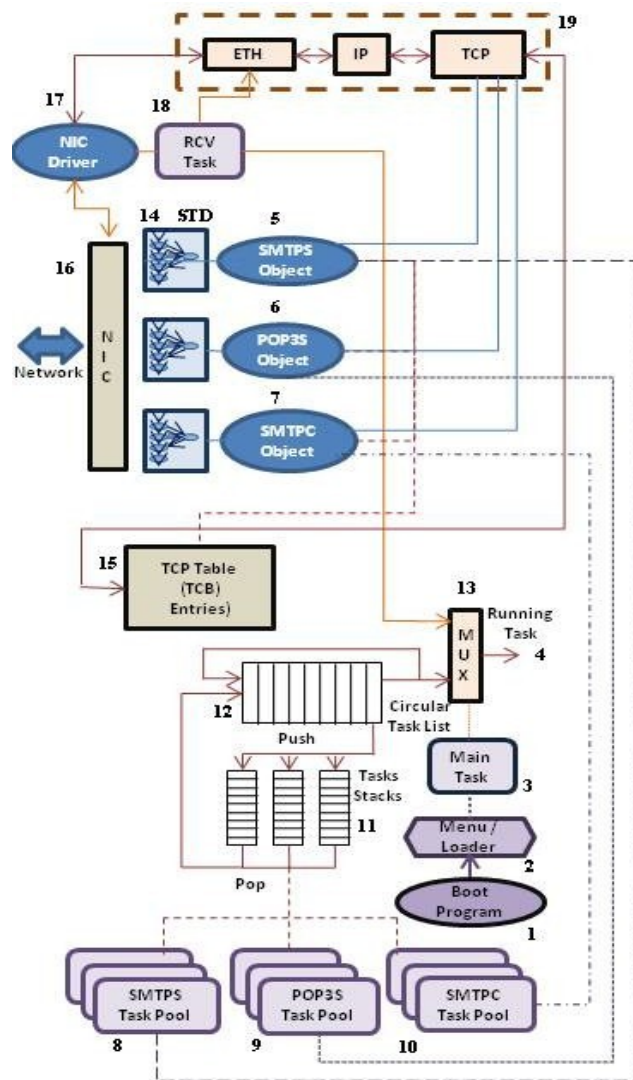 19
ETH
IP
TCP
17
18
NIC
Driver
RCV
Task
14
STD
5
SMTPS
Object
16
6
POP3S
Object
N
I
C
Network
7
SMTPC
Object
15
TCP Table
(TCB)
Entries)
13
M
U
X
Running
Task
4
12
Circular
Task List
Push
Main
Task
3
Tasks
Stacks
11
Menu /
Loader
2
Pop
Boot
Program
1
SMTPS
Task Pool
8
POP3S
Task Pool
9
SMTPC
Task Pool
10